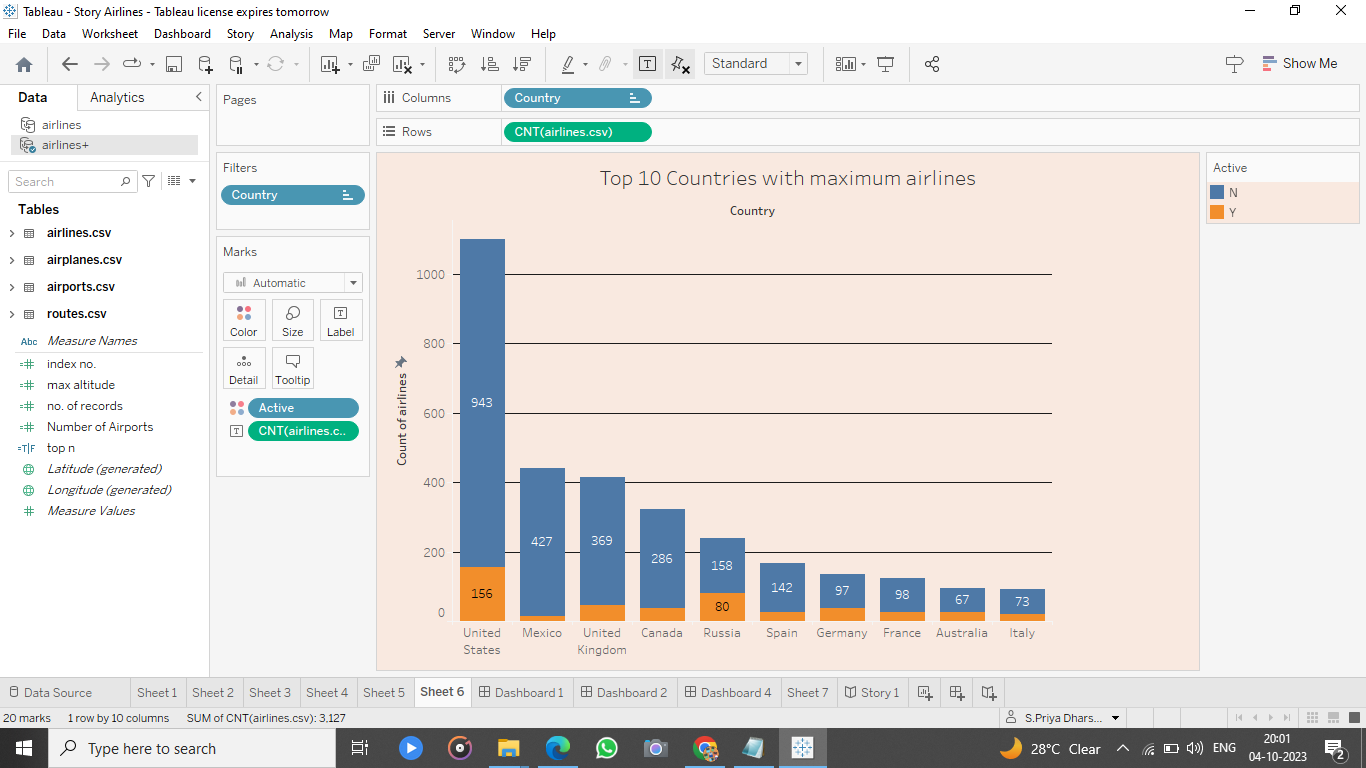 Tableau - Story Airlines - Tableau license expires tomorrow
File Data Worksheet Dashboard Story Analysis Map Format Server Window Help
Standard
Show Me
Data Analytics
airlines
airlines+
Search
Tables
airlines.csv
airplanes.csv
airports.csv
routes.csv
Abc Measure Names
index no.
max altitude
no. of records
Number of Airports
T|F top n
Latitude (generated)
Longitude (generated)
Measure Values
Pages
Filters
Country
Marks
Automatic
Color Size Label
Detail Tooltip
Active
CNT(airlines.c..
Columns Country
Rows CNT(airlines.csv)
Top 10 Countries with maximum airlines
Country
Count of airlines
1000
800
600
400
200
0
943 427 369 286 158 142 97 98 67 73
156 80
United States Mexico United Kingdom Canada Russia Spain Germany France Australia Italy
Active
N
Y
Data Source Sheet 1 Sheet 2 Sheet 3 Sheet 4 Sheet 5 Sheet 6 Dashboard 1 Dashboard 2 Dashboard 4 Sheet 7 Story 1
20 marks 1 row by 10 columns SUM of CNT(airlines.csv): 3,127 S.Priya Dhars...
Type here to search
28°C Clear ENG 20:01
04-10-2023
2